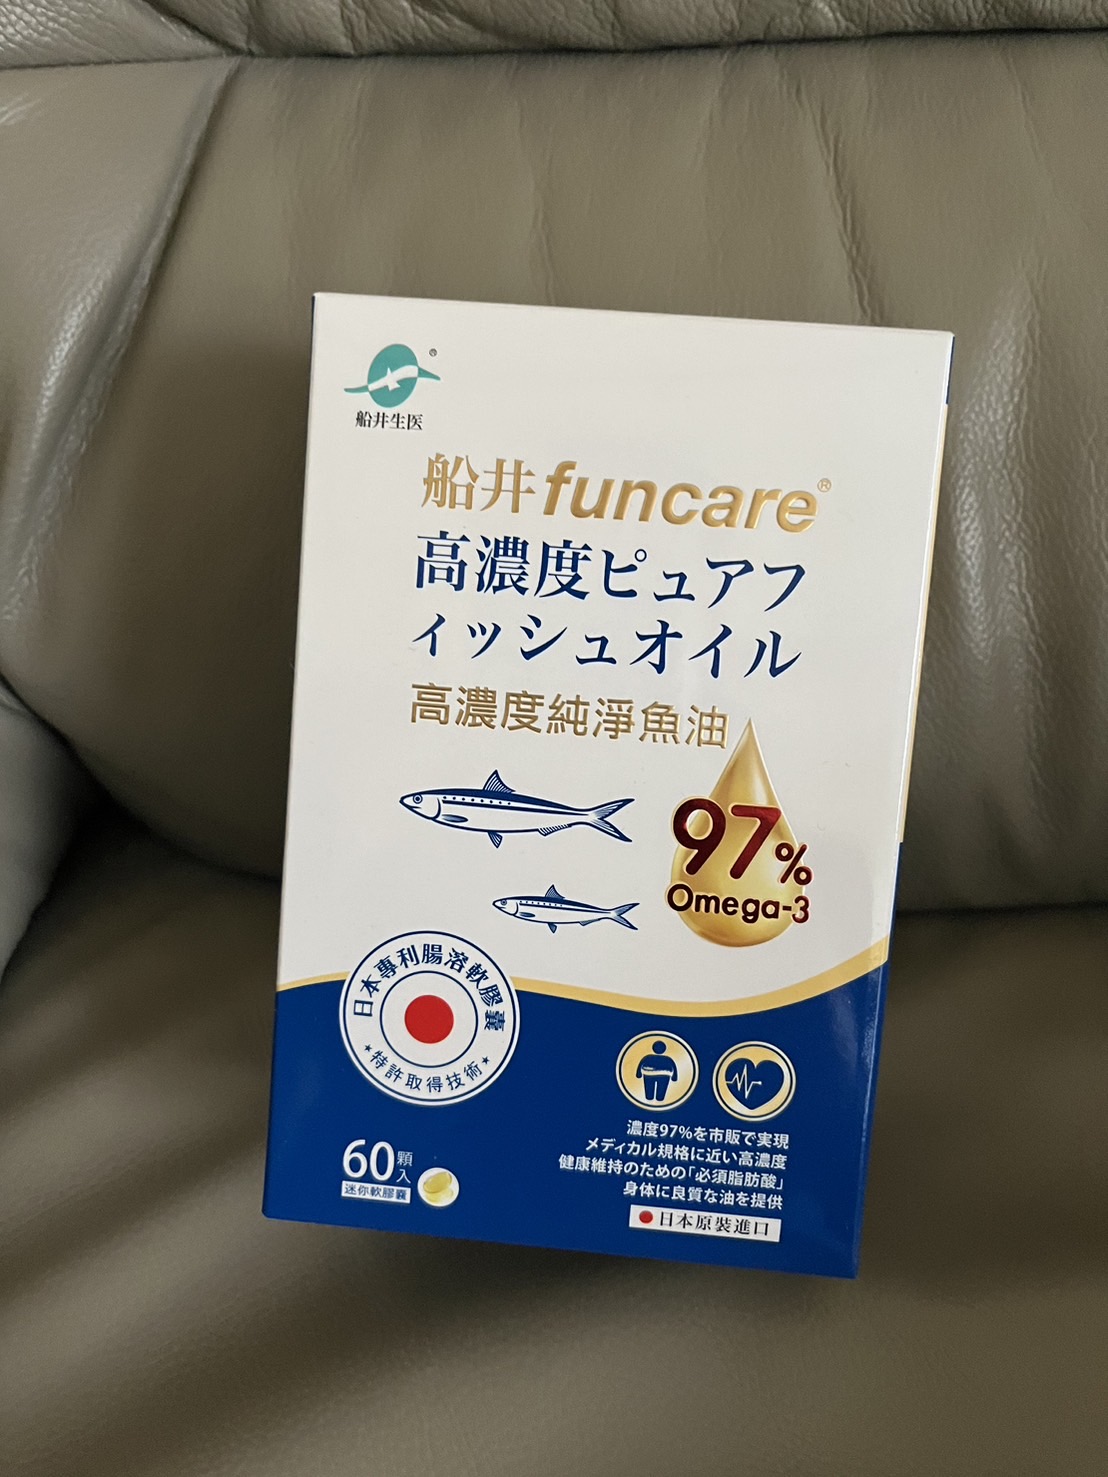 ®
船井生医
船井funcare®
高濃度ピュアフ
ィッシュオイル
高濃度純淨魚油
97%
Omega-3
日本專利腸溶軟膠囊
★特許取得技術★
60顆入
迷你軟膠囊
濃度97%を市販で実現
メディカル規格に近い高濃度
健康維持のための「必須脂肪酸」
身体に良質な油を提供
日本原裝進口